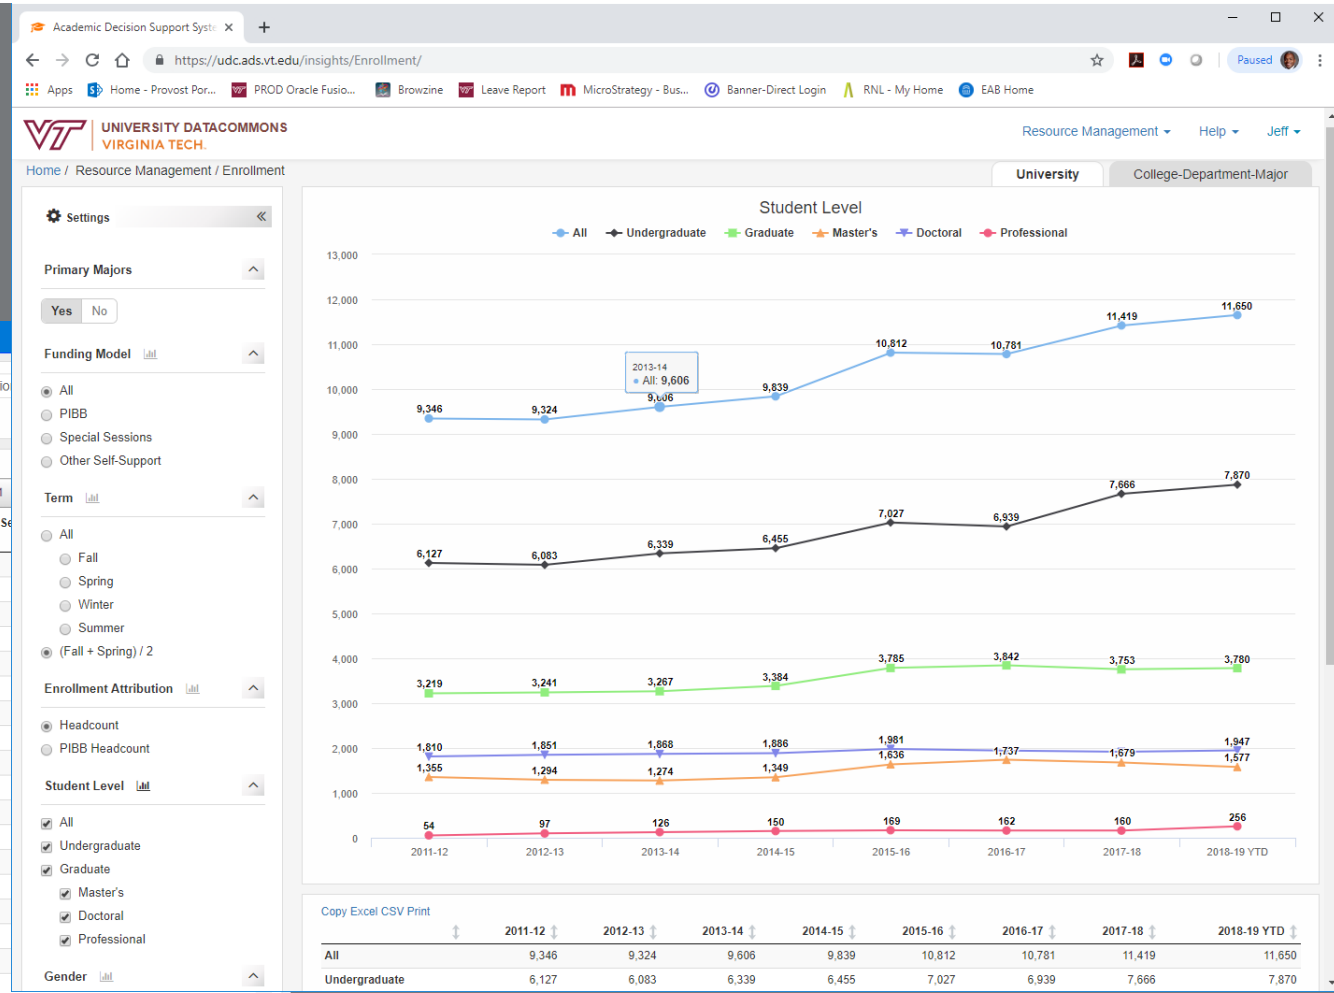 Academic Decision Support Syste
https://udc.ads.vt.edu/insights/Enrollment/
Paused
Apps Home - Provost Por... PROD Oracle Fusio... Browzine Leave Report MicroStrategy - Bus... Banner-Direct Login RNL - My Home EAB Home
VT UNIVERSITY DATACOMMONS
VIRGINIA TECH.
Resource Management Help Jeff
Home / Resource Management / Enrollment
University College-Department-Major
Settings
Primary Majors
Yes No
Funding Model
All
PIBB
Special Sessions
Other Self-Support
Term
All
Fall
Spring
Winter
Summer
(Fall + Spring) / 2
Enrollment Attribution
Headcount
PIBB Headcount
Student Level
All
Undergraduate
Graduate
Master's
Doctoral
Professional
Gender
Student Level
All Undergraduate Graduate Master's Doctoral Professional
13,000
12,000
11,000
10,000
9,000
8,000
7,000
6,000
5,000
4,000
3,000
2,000
1,000
0
2013-14
All: 9,606
9,346 9,324 9,606 9,839 10,812 10,781 11,419 11,650
6,127 6,083 6,339 6,455 7,027 6,939 7,666 7,870
3,219 3,241 3,267 3,384 3,785 3,842 3,753 3,780
1,810 1,851 1,868 1,886 1,981 1,947
1,355 1,294 1,274 1,349 1,636 1,737 1,679 1,577
54 97 126 150 169 162 160 256
2011-12 2012-13 2013-14 2014-15 2015-16 2016-17 2017-18 2018-19 YTD
Copy Excel CSV Print
2011-12 2012-13 2013-14 2014-15 2015-16 2016-17 2017-18 2018-19 YTD
All 9,346 9,324 9,606 9,839 10,812 10,781 11,419 11,650
Undergraduate 6,127 6,083 6,339 6,455 7,027 6,939 7,666 7,870